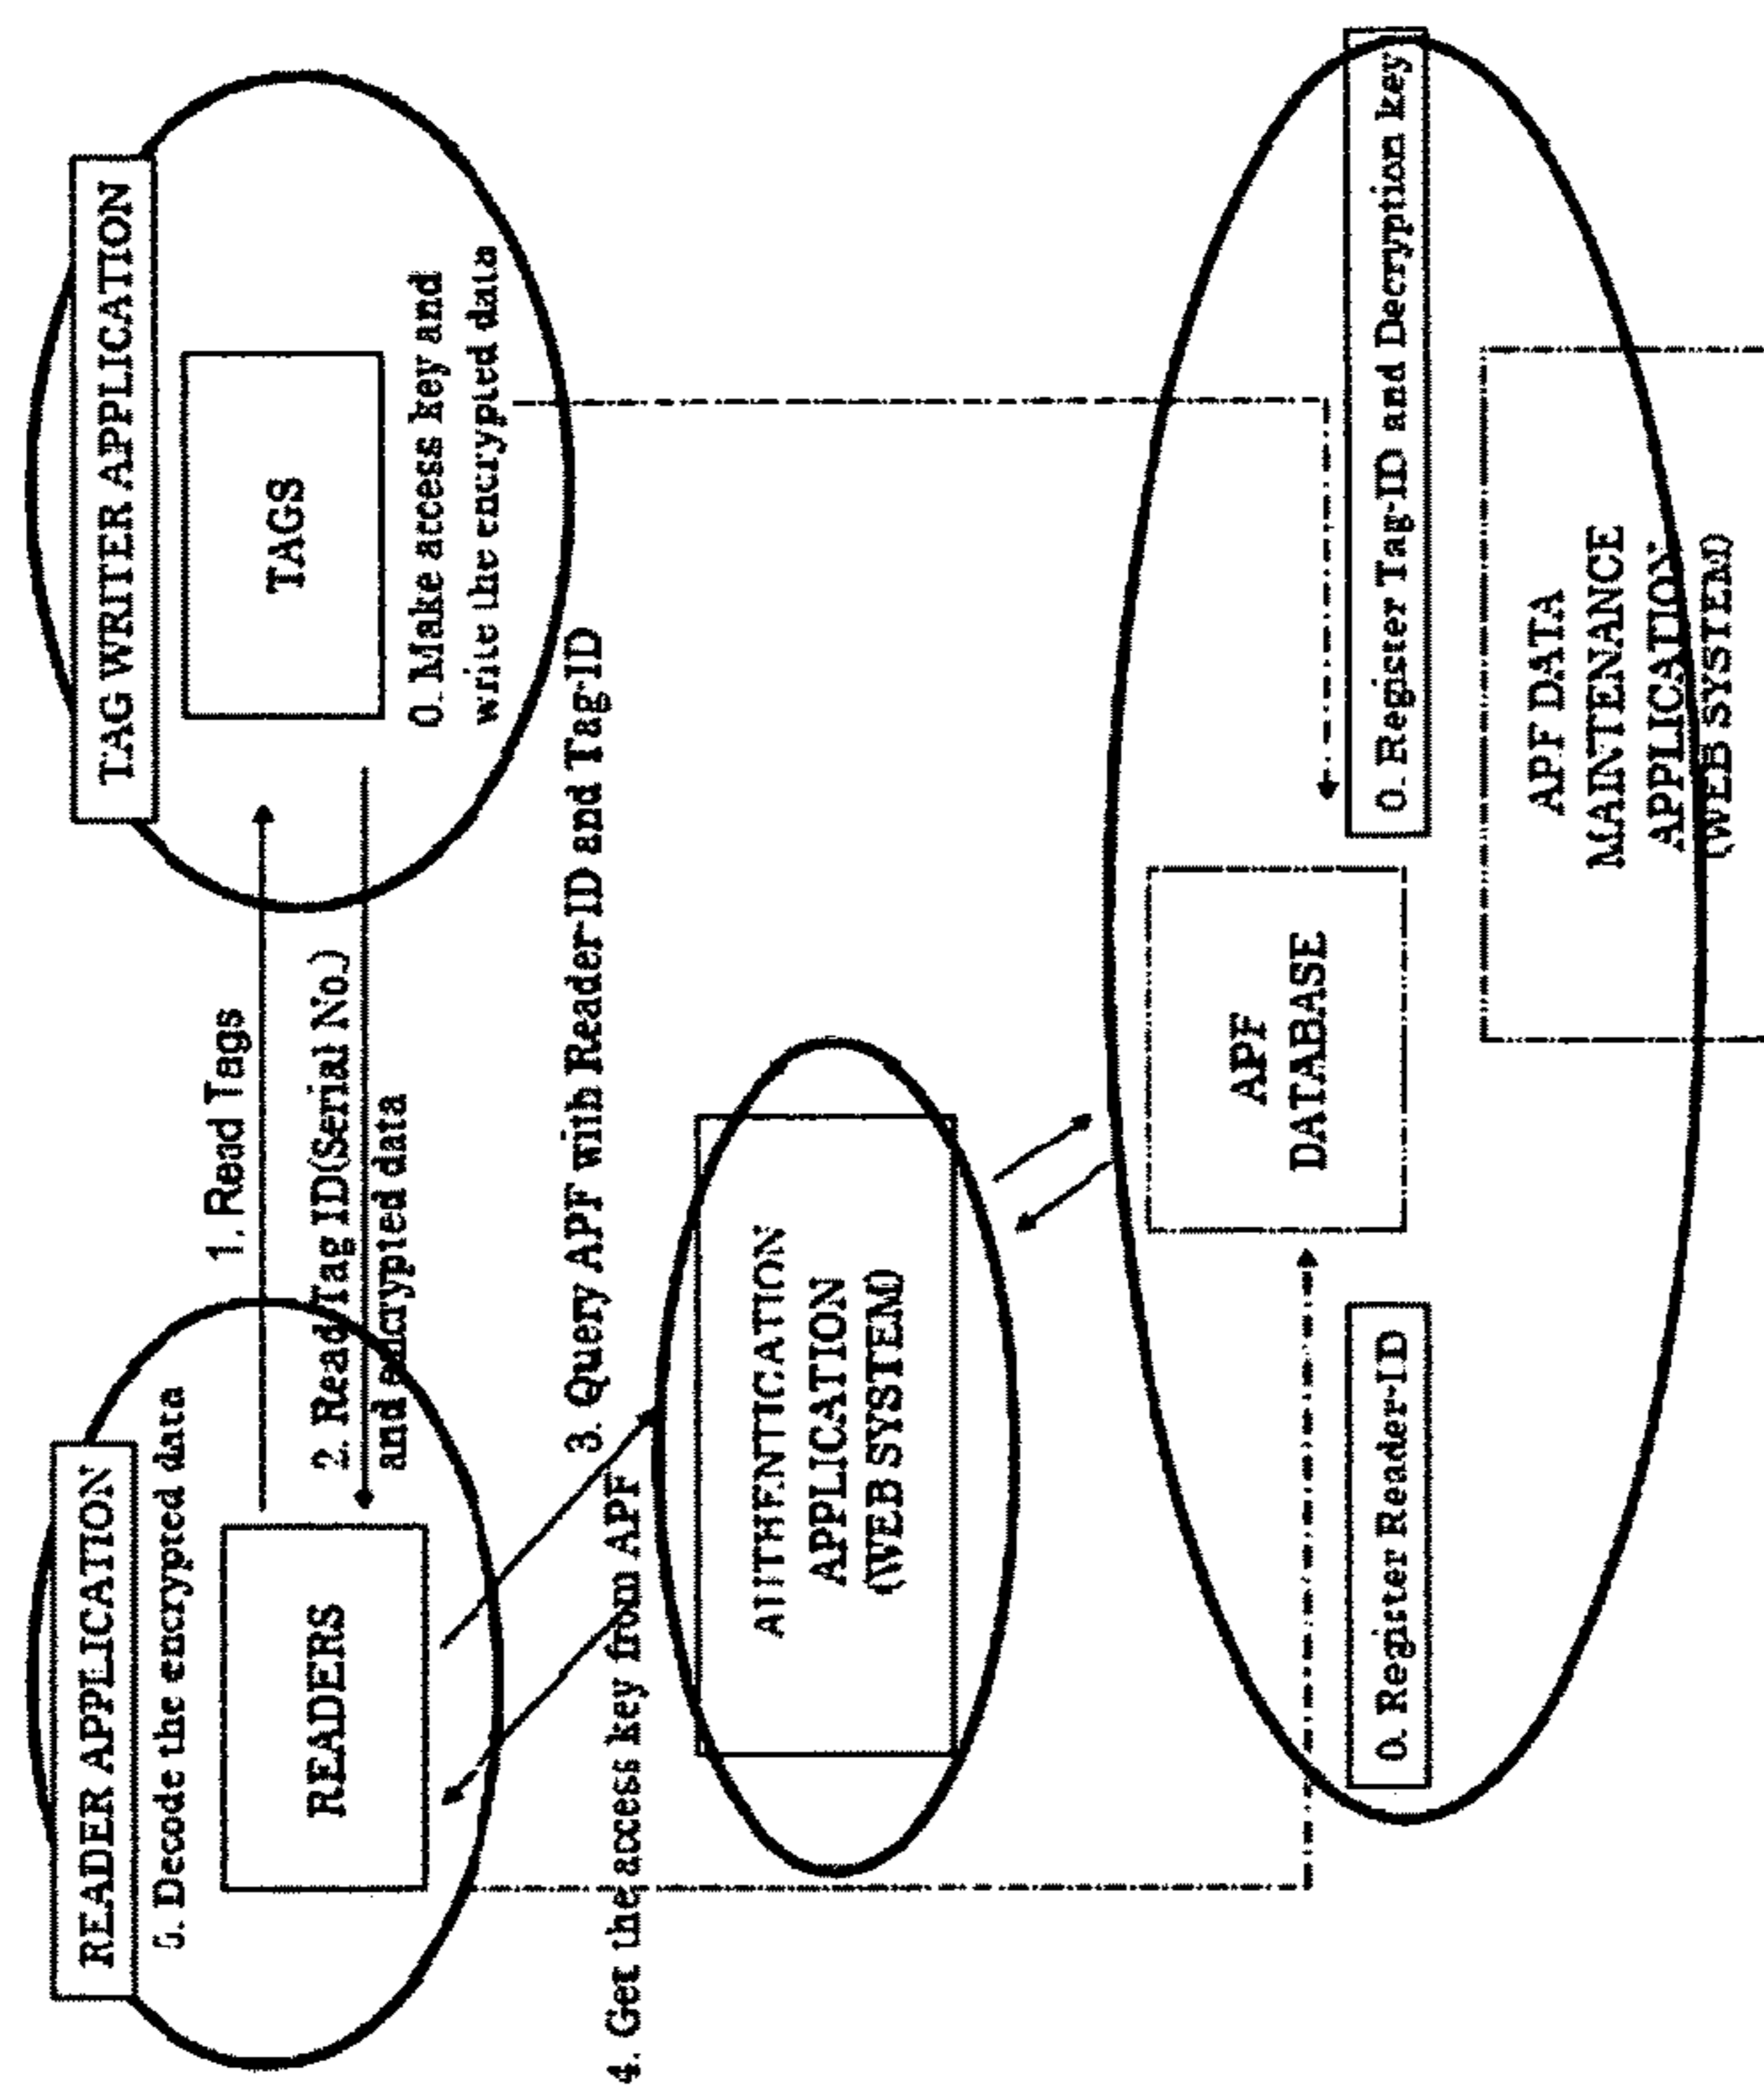 READER APPLICATION
5. Decode the encrypted data
READERS
1. Read Tags
2. Read/Tag ID(Serial No.)
and encrypted data
TAG WRITER APPLICATION
TAGS
0. Make access key and
write the encrypted data
3. Query APF with Reader-ID and Tag-ID
4. Get the access key from APF
AUTHENTICATION
APPLICATION
(WEB SYSTEM)
APF
DATABASE
0. Register Reader-ID
0. Register Tag-ID and Decryption key
APF DATA
MAINTENANCE
APPLICATION
(WEB SYSTEM)